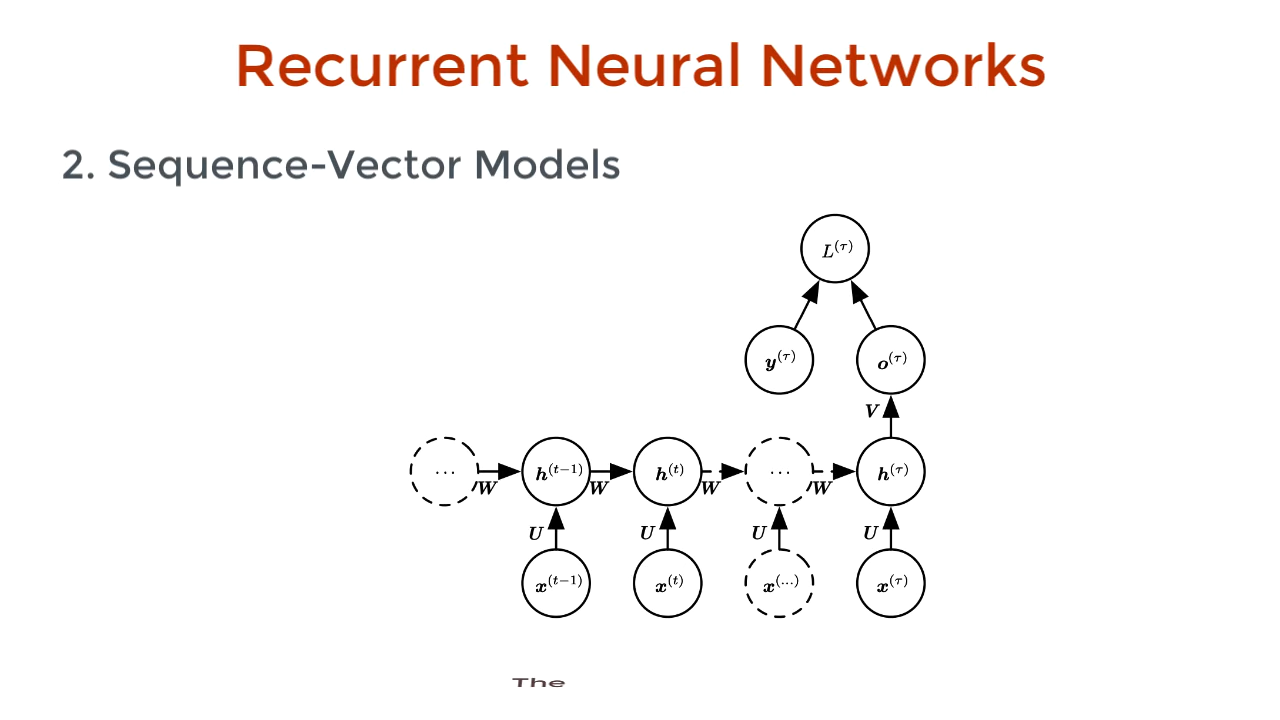 Recurrent Neural Networks
2. Sequence-Vector Models
L^(τ)
y^(τ) o^(τ)
V
... h^(t−1) h^(t) ... h^(τ)
W W W W
U U U U
x^(t−1) x^(t) x^(...) x^(τ)
The